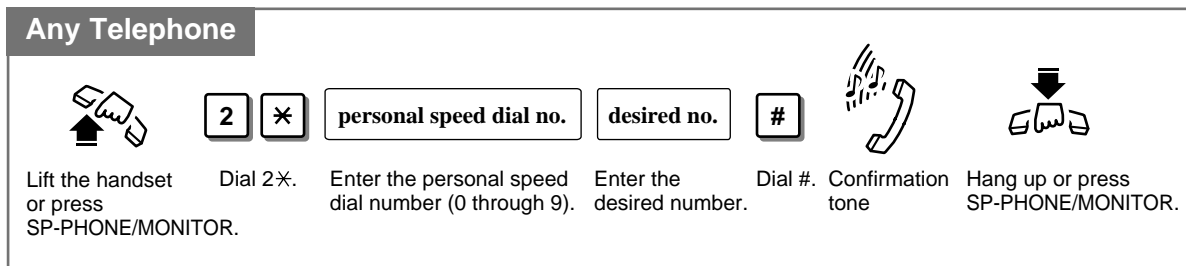 Any Telephone
2 ✳ personal speed dial no. desired no. #
Lift the handset
or press
SP-PHONE/MONITOR.
Dial 2✳.
Enter the personal speed
dial number (0 through 9).
Enter the
desired number.
Dial #.
Confirmation
tone
Hang up or press
SP-PHONE/MONITOR.